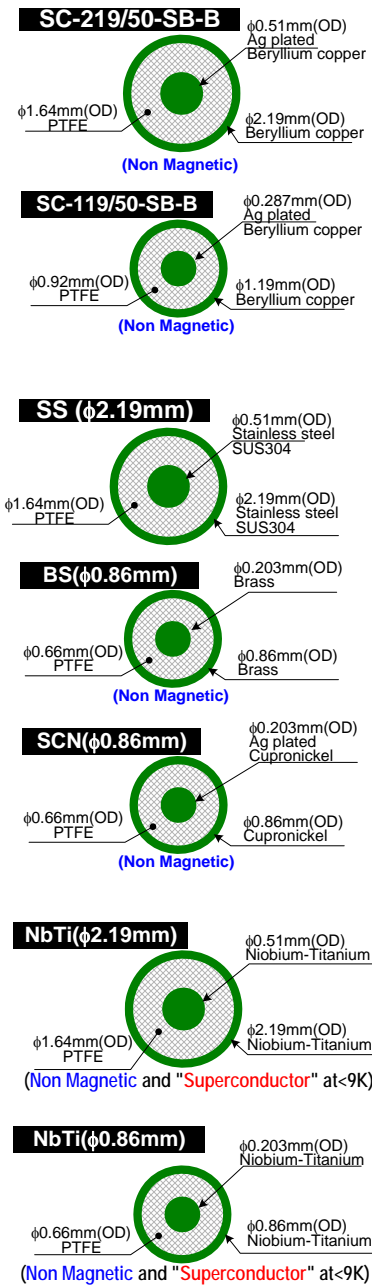 SC-219/50-SB-B
ϕ0.51mm(OD)
Ag plated
Beryllium copper
ϕ1.64mm(OD)
PTFE
ϕ2.19mm(OD)
Beryllium copper
(Non Magnetic)
SC-119/50-SB-B
ϕ0.287mm(OD)
Ag plated
Beryllium copper
ϕ0.92mm(OD)
PTFE
ϕ1.19mm(OD)
Beryllium copper
(Non Magnetic)
SS (ϕ2.19mm)
ϕ0.51mm(OD)
Stainless steel
SUS304
ϕ1.64mm(OD)
PTFE
ϕ2.19mm(OD)
Stainless steel
SUS304
BS(ϕ0.86mm)
ϕ0.203mm(OD)
Brass
ϕ0.66mm(OD)
PTFE
ϕ0.86mm(OD)
Brass
(Non Magnetic)
SCN(ϕ0.86mm)
ϕ0.203mm(OD)
Ag plated
Cupronickel
ϕ0.66mm(OD)
PTFE
ϕ0.86mm(OD)
Cupronickel
(Non Magnetic)
NbTi(ϕ2.19mm)
ϕ0.51mm(OD)
Niobium-Titanium
ϕ1.64mm(OD)
PTFE
ϕ2.19mm(OD)
Niobium-Titanium
(Non Magnetic and "Superconductor" at<9K)
NbTi(ϕ0.86mm)
ϕ0.203mm(OD)
Niobium-Titanium
ϕ0.66mm(OD)
PTFE
ϕ0.86mm(OD)
Niobium-Titanium
(Non Magnetic and "Superconductor" at<9K)